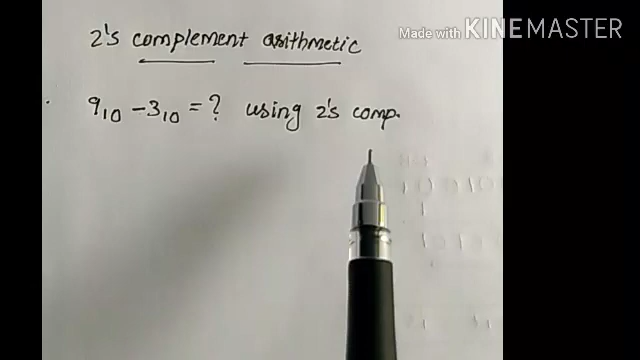 Made with KINEMASTER
2's complement arithmetic
9₁₀ - 3₁₀ = ? using 2's comp.